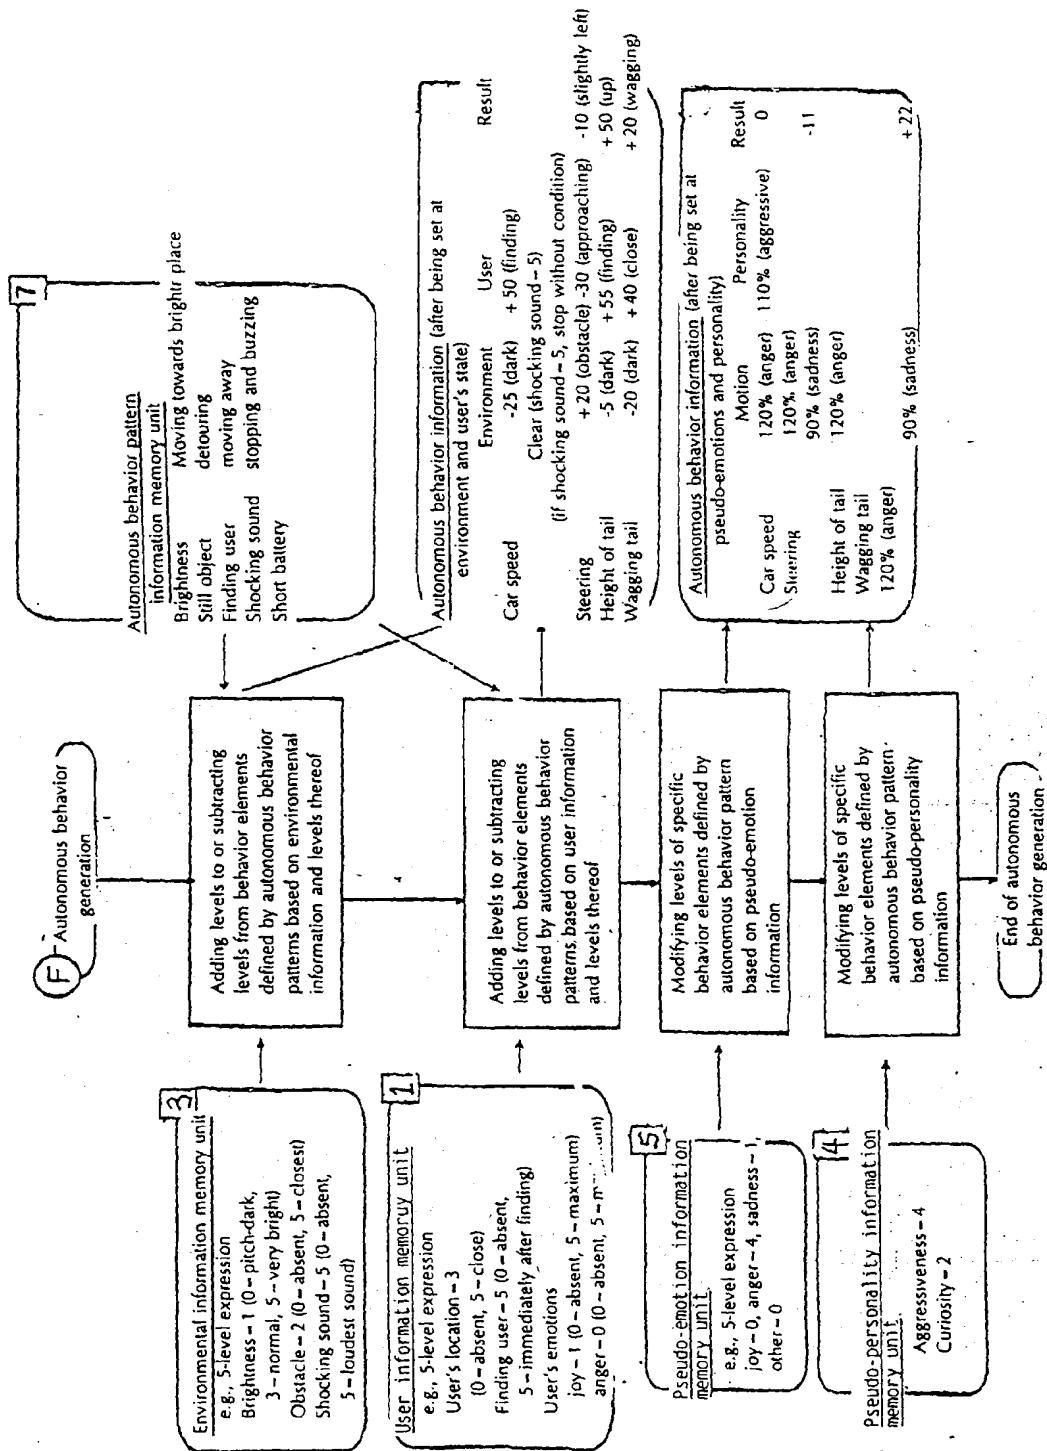 F
Autonomous behavior
generation
7
Autonomous behavior pattern
information memory unit
Brightness Moving towards brightr place
Still object detouring
Finding user moving away
Shocking sound stopping and buzzing
Short battery
3
Environmental information memory unit
e.g., 5-level expression
Brightness – 1 (0 – pitch-dark,
3 – normal, 5 – very bright)
Obstacle – 2 (0 – absent, 5 – closest)
Shocking sound – 5 (0 – absent,
5 – loudest sound)
Adding levels to or subtracting
levels from behavior elements
defined by autonomous behavior
patterns based on environmental
information and levels thereof
1
User information memoruy unit
e.g., 5-level expression
User's location – 3
(0 – absent, 5 – close)
Finding user – 5 (0 – absent,
5 – immediately after finding)
User's emotions
joy – 1 (0 – absent, 5 – maximum)
anger – 0 (0 – absent, 5 –
Adding levels to or subtracting
levels from behavior elements
defined by autonomous behavior
patterns based on user information
and levels thereof
Autonomous behavior information (after being set at
environment and user's state)
Environment User Result
Car speed -25 (dark) +50 (finding)
Clear (shocking sound – 5)
(if shocking sound – 5, stop without condition)
Steering +20 (obstacle) -30 (approaching) -10 (slightly left)
Height of tail -5 (dark) +55 (finding) +50 (up)
Wagging tail -20 (dark) +40 (close) +20 (wagging)
5
Pseudo-emotion information
memory unit
e.g., 5-level expression
joy – 0, anger – 4, sadness – 1,
other – 0
Modifying levels of specific
behavior elements defined by
autonomous behavior pattern
based on pseudo-emotion
information
Autonomous behavior information (after being set at
pseudo-emotions and personality)
Motion Personality Result
Car speed 120% (anger) 110% (aggressive) 0
Steering 120% (anger) -11
90% (sadness)
Height of tail 120% (anger)
Wagging tail
120% (anger)
90% (sadness) +22
4
Pseudo-personality information
memory unit
Aggressiveness – 4
Curiosity – 2
Modifying levels of specific
behavior elements defined by
autonomous behavior pattern
based on pseudo-personality
information
End of autonomous
behavior generation